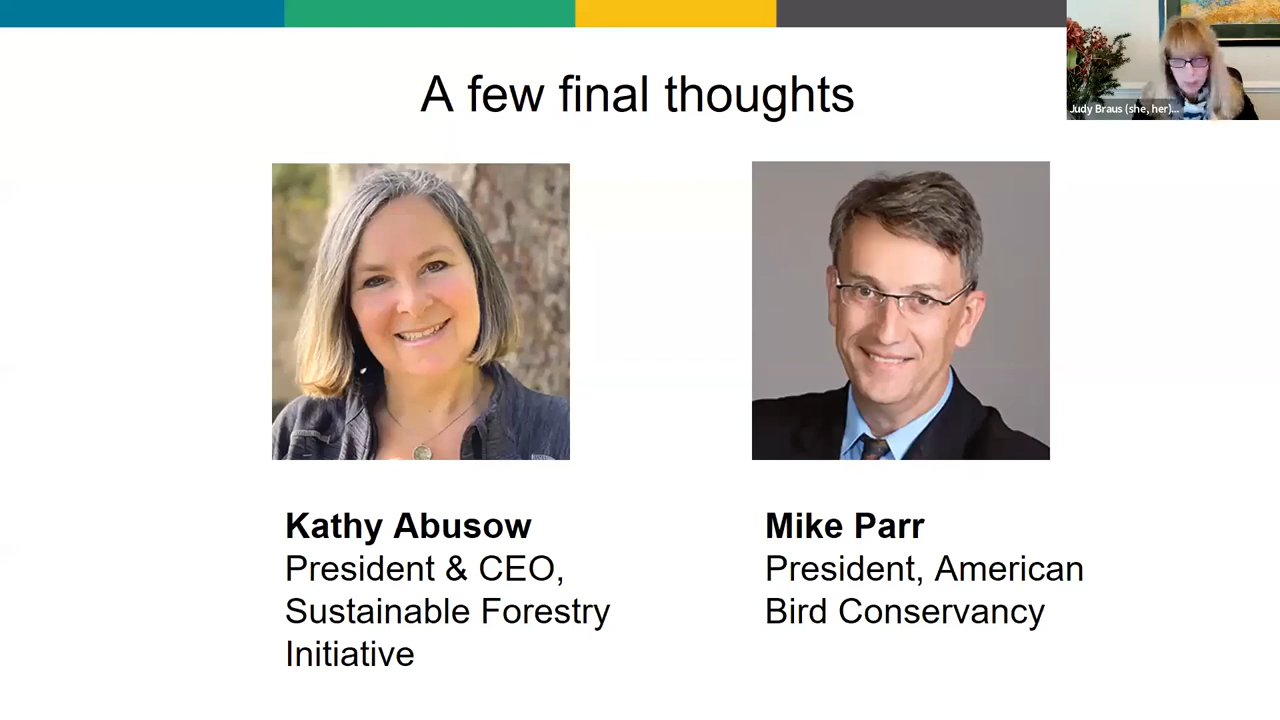 A few final thoughts
Judy Braus (she, her)...
Kathy Abusow
President & CEO,
Sustainable Forestry
Initiative
Mike Parr
President, American
Bird Conservancy